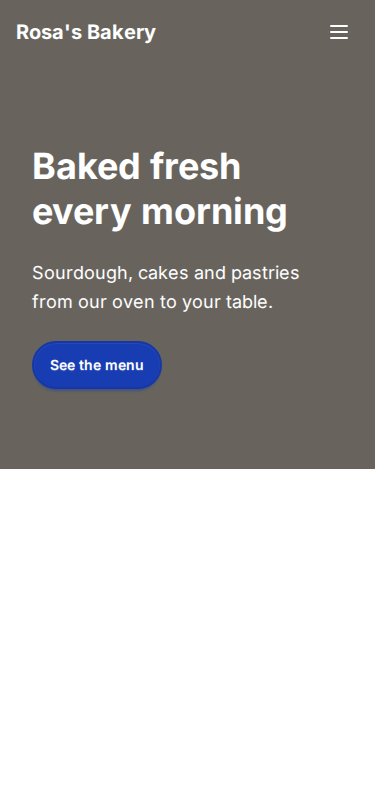 Rosa's Bakery
Baked fresh
every morning
Sourdough, cakes and pastries
from our oven to your table.
See the menu